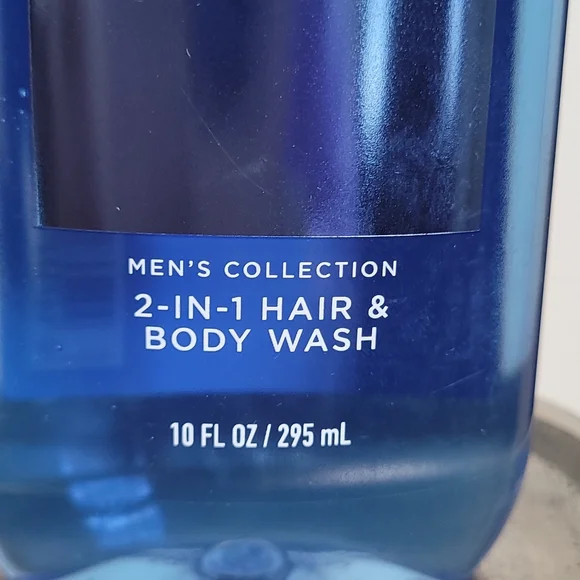 MEN'S COLLECTION
2-IN-1 HAIR &
BODY WASH
10 FL OZ / 295 mL